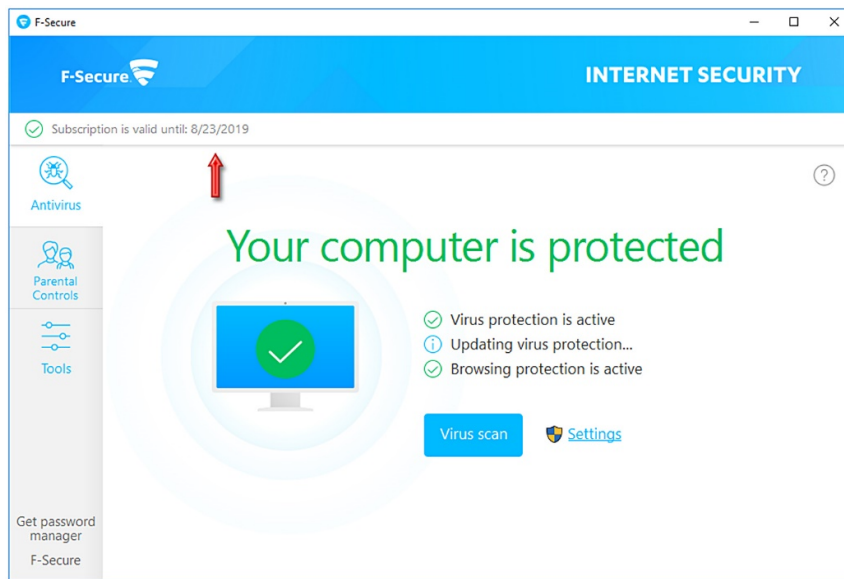 F-Secure
F-Secure.
INTERNET SECURITY
Subscription is valid until: 8/23/2019
?
Antivirus
Your computer is protected
Parental
Controls
Virus protection is active
i Updating virus protection...
Browsing protection is active
Tools
Virus scan
Settings
Get password
manager
F-Secure